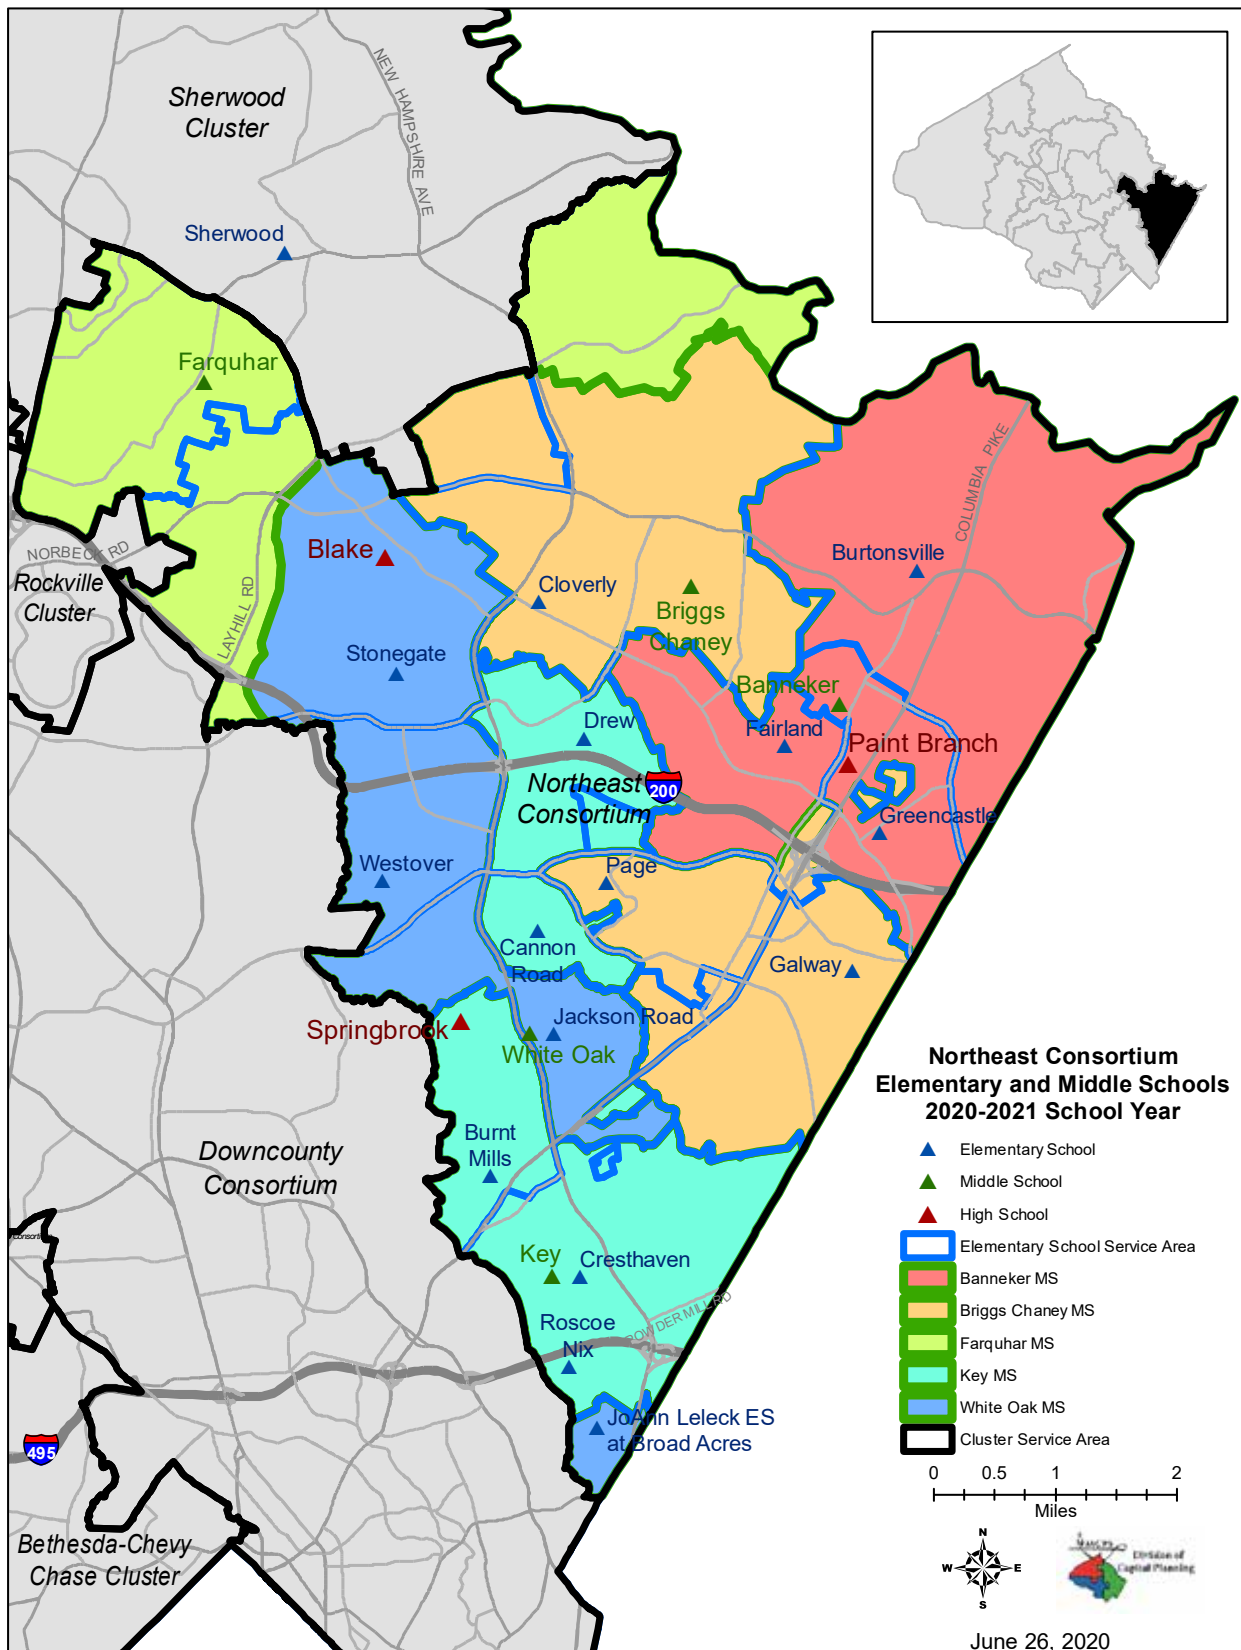 Sherwood
Cluster
NEW HAMPSHIRE AVE
Sherwood
Farquhar
COLUMBIA PIKE
NORBECK RD
Rockville
Cluster
LAYHILL RD
Blake
Burtonsville
Cloverly
Briggs
Chaney
Stonegate
Banneker
Drew
Fairland
Paint Branch
Northeast
Consortium
200
Greencastle
Westover
Page
Cannon
Road
Galway
Springbrook
Jackson Road
White Oak
Northeast Consortium
Elementary and Middle Schools
2020-2021 School Year
Downcounty
Consortium
Burnt
Mills
Elementary School
Middle School
High School
Elementary School Service Area
Banneker MS
Briggs Chaney MS
Farquhar MS
Key MS
White Oak MS
Cluster Service Area
Consorti
Key
Cresthaven
POWDER MILL RD
Roscoe
Nix
JoAnn Leleck ES
at Broad Acres
495
0 0.5 1 2
Miles
Bethesda-Chevy
Chase Cluster
N
W E
S
Division of
Capital Planning
June 26, 2020